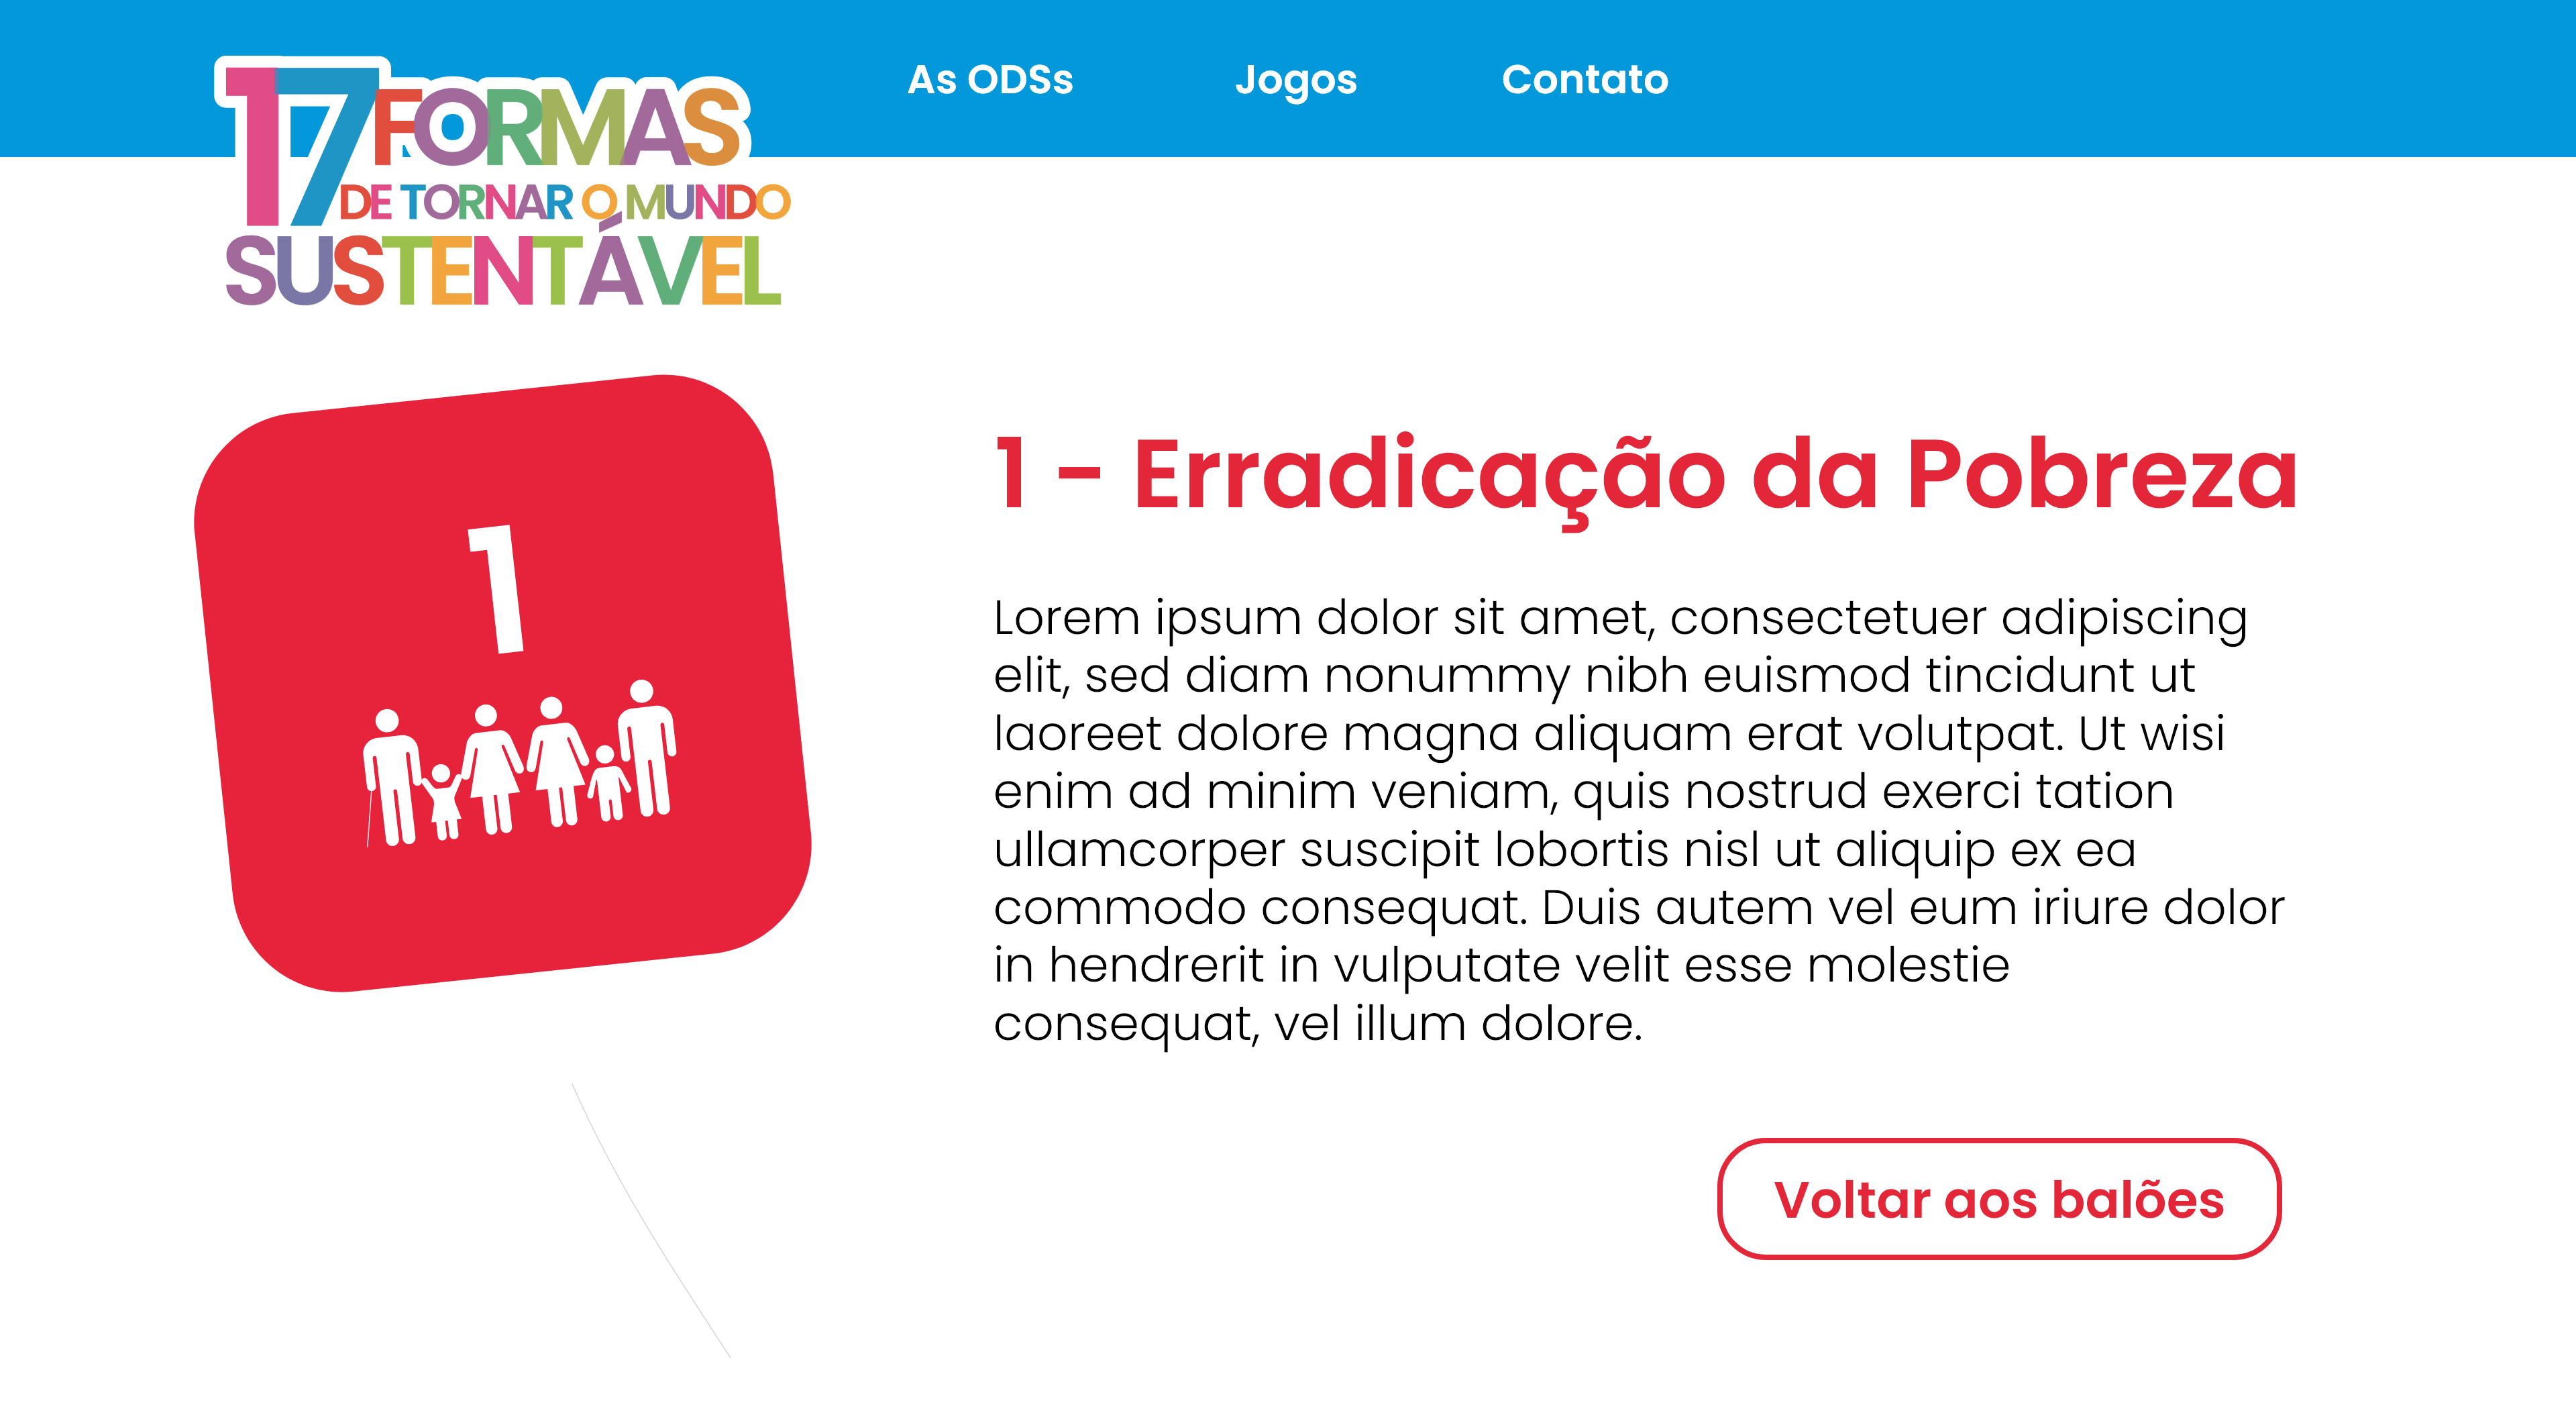 17 FORMAS
DE TORNAR O MUNDO
SUSTENTÁVEL
As ODSs
Jogos
Contato
1
1 - Erradicação da Pobreza
Lorem ipsum dolor sit amet, consectetuer adipiscing
elit, sed diam nonummy nibh euismod tincidunt ut
laoreet dolore magna aliquam erat volutpat. Ut wisi
enim ad minim veniam, quis nostrud exerci tation
ullamcorper suscipit lobortis nisl ut aliquip ex ea
commodo consequat. Duis autem vel eum iriure dolor
in hendrerit in vulputate velit esse molestie
consequat, vel illum dolore.
Voltar aos balões